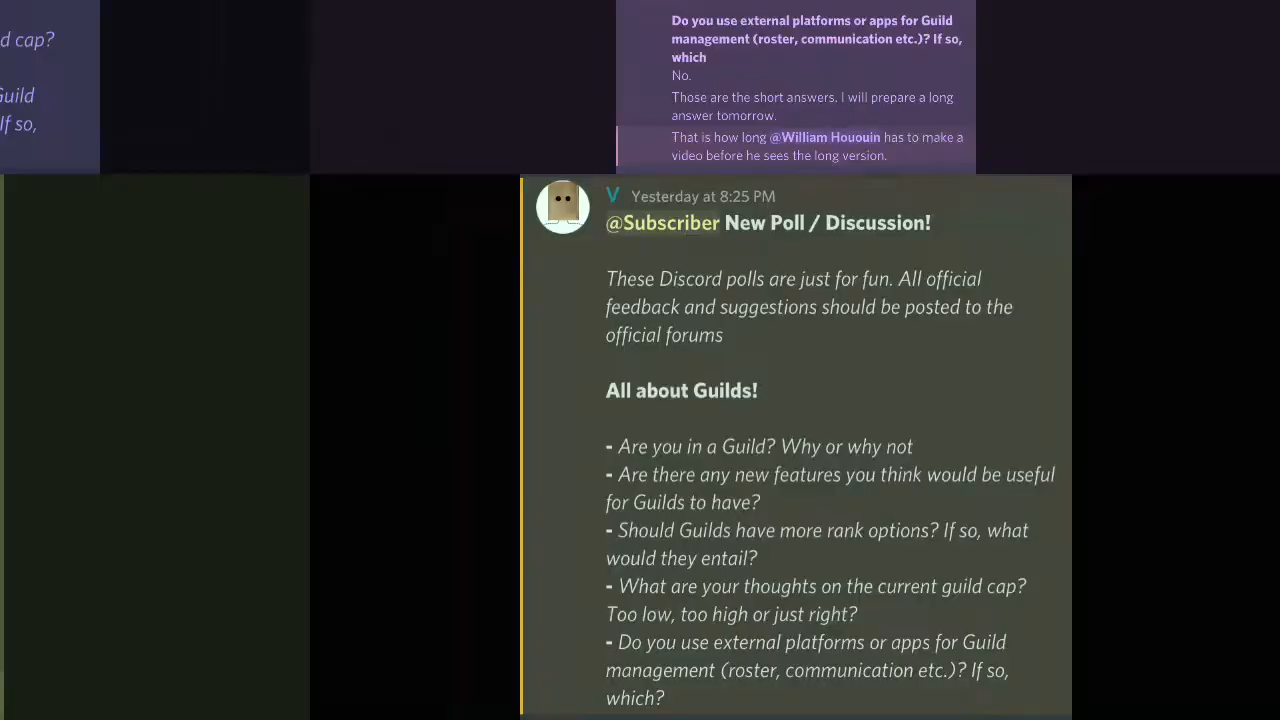 d cap?
Guild
If so,
Do you use external platforms or apps for Guild
management (roster, communication etc.)? If so,
which
No.
Those are the short answers. I will prepare a long
answer tomorrow.
That is how long @William Hououin has to make a
video before he sees the long version.
V Yesterday at 8:25 PM
@Subscriber New Poll / Discussion!
These Discord polls are just for fun. All official
feedback and suggestions should be posted to the
official forums
All about Guilds!
- Are you in a Guild? Why or why not
- Are there any new features you think would be useful
for Guilds to have?
- Should Guilds have more rank options? If so, what
would they entail?
- What are your thoughts on the current guild cap?
Too low, too high or just right?
- Do you use external platforms or apps for Guild
management (roster, communication etc.)? If so,
which?